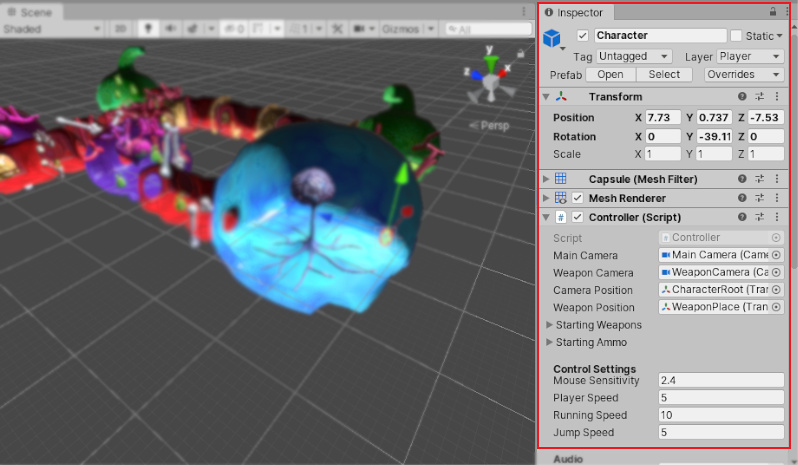 Scene
Shaded
2D
0
1
Gizmos
All
y
x
z
Persp
Inspector
Character
Static
Tag Untagged Layer Player
Prefab Open Select Overrides
Transform
Position X 7.73 Y 0.737 Z -7.53
Rotation X 0 Y -39.11 Z 0
Scale X 1 Y 1 Z 1
Capsule (Mesh Filter)
Mesh Renderer
# Controller (Script)
Script # Controller
Main Camera Main Camera (Came
Weapon Camera WeaponCamera (Ca
Camera Position CharacterRoot (Tran
Weapon Position WeaponPlace (Tran
Starting Weapons
Starting Ammo
Control Settings
Mouse Sensitivity 2.4
Player Speed 5
Running Speed 10
Jump Speed 5
Audio